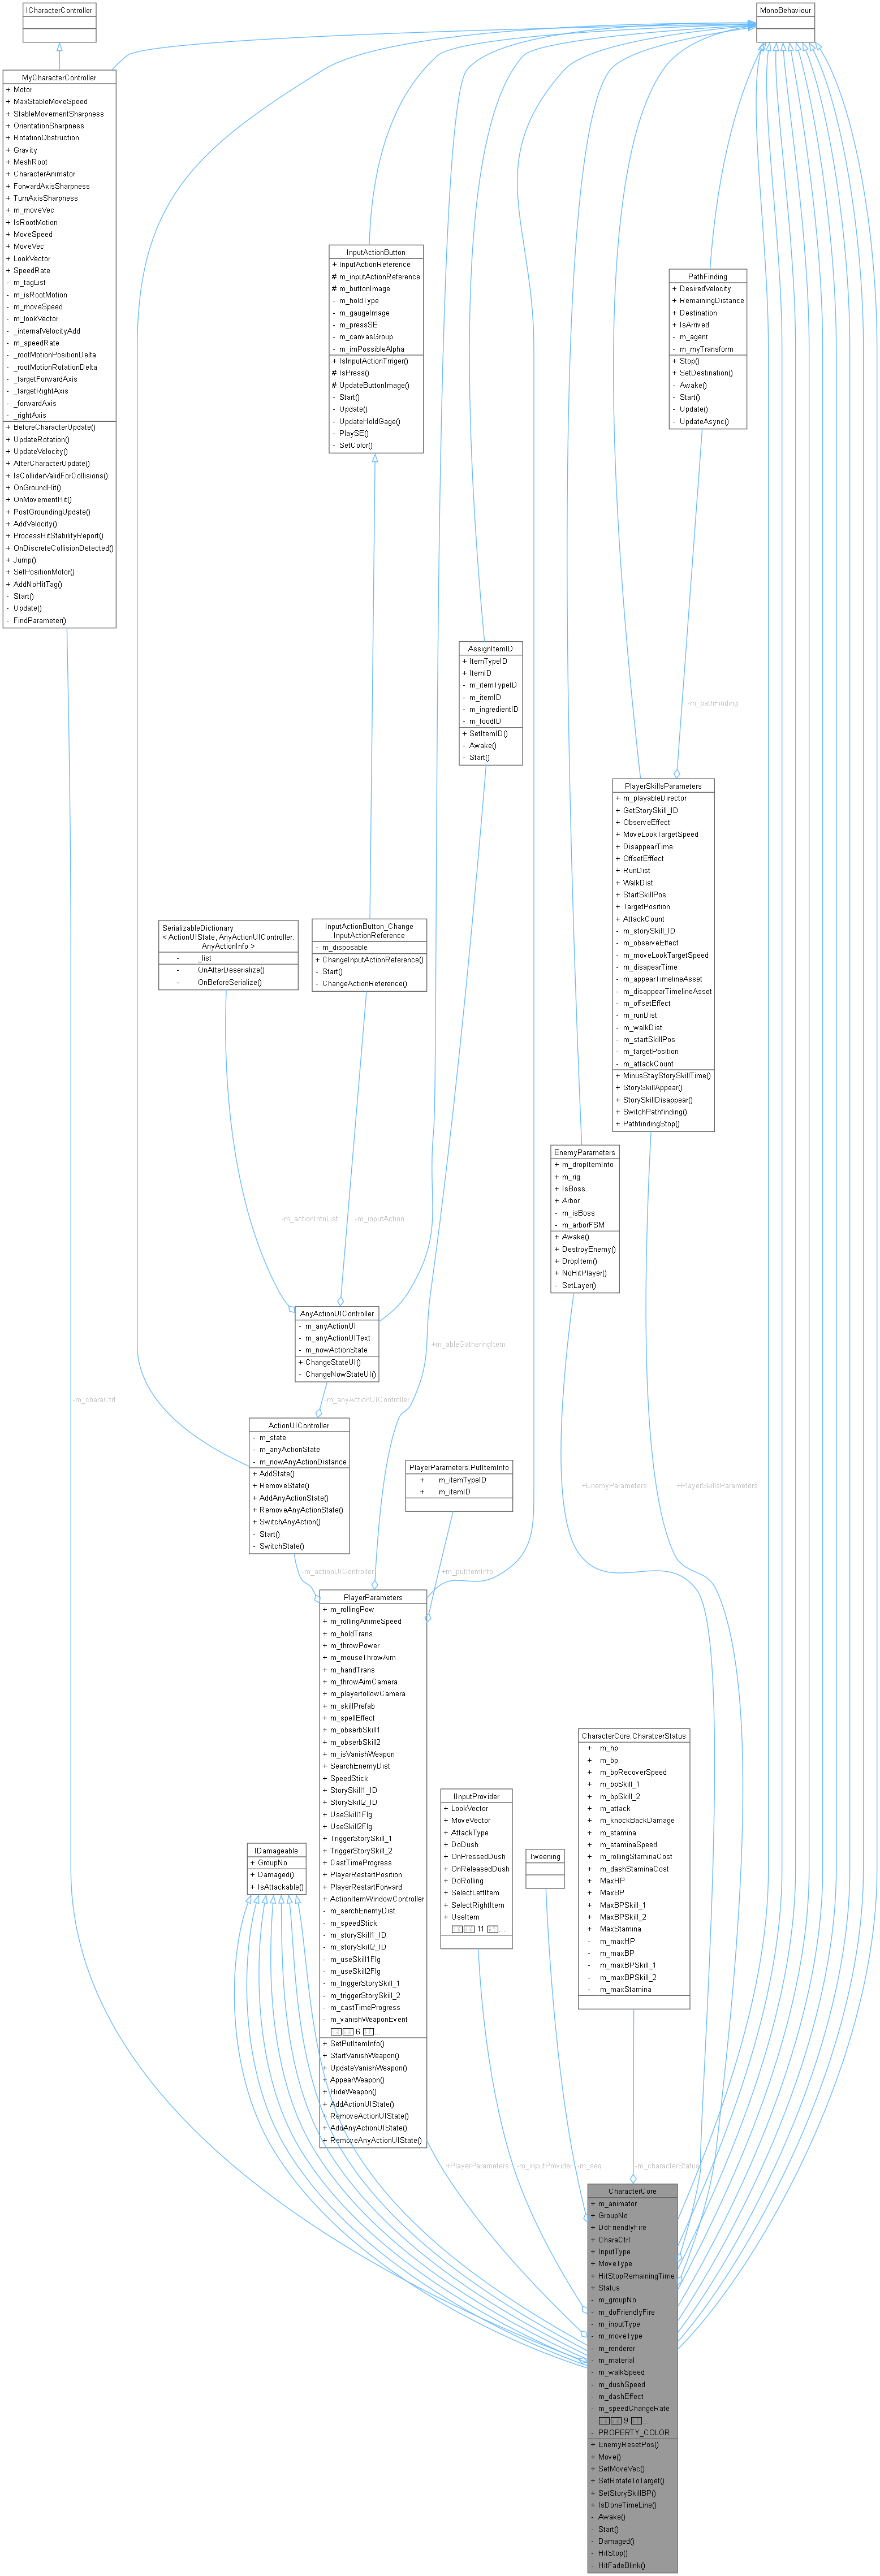 ICharacterController
MonoBehaviour
MyCharacterController
+ Motor
+ MaxStableMoveSpeed
+ StableMovementSharpness
+ OrientationSharpness
+ RotationObstruction
+ Gravity
+ MeshRoot
+ CharacterAnimator
+ ForwardAxisSharpness
+ TurnAxisSharpness
+ m_moveVec
+ IsRootMotion
+ MoveSpeed
+ MoveVec
+ LookVector
+ SpeedRate
- m_tagList
- m_isRootMotion
- m_moveSpeed
- m_lookVector
- _internalVelocityAdd
- m_speedRate
- _rootMotionPositionDelta
- _rootMotionRotationDelta
- _targetForwardAxis
- _targetRightAxis
- _forwardAxis
- _rightAxis
+ BeforeCharacterUpdate()
+ UpdateRotation()
+ UpdateVelocity()
+ AfterCharacterUpdate()
+ IsColliderValidForCollisions()
+ OnGroundHit()
+ OnMovementHit()
+ PostGroundingUpdate()
+ AddVelocity()
+ ProcessHitStabilityReport()
+ OnDiscreteCollisionDetected()
+ Jump()
+ SetPositionMotor()
+ AddNoHitTag()
- Start()
- Update()
- FindParameter()
InputActionButton
+ InputActionReference
# m_inputActionReference
# m_buttonImage
- m_holdType
- m_gaugeImage
- m_pressSE
- m_canvasGroup
- m_imPossibleAlpha
+ IsInputActionTrriger()
# IsPress()
# UpdateButtonImage()
- Start()
- Update()
- UpdateHoldGage()
- PlaySE()
- SetColor()
PathFinding
+ DesiredVelocity
+ RemainingDistance
+ Destination
+ IsArrived
- m_agent
- m_myTransform
+ Stop()
+ SetDestination()
- Awake()
- Start()
- Update()
- UpdateAsync()
AssignItemID
+ ItemTypeID
+ ItemID
- m_itemTypeID
- m_itemID
- m_ingredientID
- m_foodID
+ SetItemID()
- Awake()
- Start()
-m_pathFinding
PlayerSkillsParameters
+ m_playableDirector
+ GetStorySkill_ID
+ ObserveEffect
+ MoveLookTargetSpeed
+ DisappearTime
+ OffsetEfffect
+ RunDist
+ WalkDist
+ StartSkillPos
+ TargetPosition
+ AttackCount
- m_storySkill_ID
- m_observeEffect
- m_moveLookTargetSpeed
- m_disapearTime
- m_appearTimelineAsset
- m_disappearTimelineAsset
- m_offsetEffect
- m_runDist
- m_walkDist
- m_startSkillPos
- m_targetPosition
- m_attackCount
+ MinusStayStorySkillTime()
+ StorySkillAppear()
+ StorySkillDisappear()
+ SwitchPathfinding()
+ PathfindingStop()
SerializableDictionary
< ActionUIState, AnyActionUIController.
AnyActionInfo >
- _list
- OnAfterDeserialize()
- OnBeforeSerialize()
InputActionButton_Change
InputActionReference
- m_disposable
+ ChangeInputActionReference()
- Start()
- ChangeActionReference()
EnemyParameters
+ m_dropItemInfo
+ m_rig
+ IsBoss
+ Arbor
- m_isBoss
- m_arborFSM
+ Awake()
+ DestroyEnemy()
+ DropItem()
+ NoHitPlayer()
- SetLayer()
-m_actionInfoList
-m_inputAction
AnyActionUIController
- m_anyActionUI
- m_anyActionUIText
- m_nowActionState
+ ChangeStateUI()
- ChangeNowStateUI()
+m_ableGatheringItem
-m_charaCtrl
-m_anyActionUIController
ActionUIController
- m_state
- m_anyActionState
- m_nowAnyActionDistance
+ AddState()
+ RemoveState()
+ AddAnyActionState()
+ RemoveAnyActionState()
+ SwitchAnyAction()
- Start()
- SwitchState()
PlayerParameters.PutItemInfo
+ m_itemTypeID
+ m_itemID
+EnemyParameters
+PlayerSkillsParameters
-m_actionUIController
+m_putItemInfo
PlayerParameters
+ m_rollingPow
+ m_rollingAnimeSpeed
+ m_holdTrans
+ m_throwPower
+ m_mouseThrowAim
+ m_handTrans
+ m_throwAimCamera
+ m_playerfollowCamera
+ m_skillPrefab
+ m_spellEffect
+ m_obserbSkill1
+ m_obserbSkill2
+ m_isVanishWeapon
+ SearchEnemyDist
+ SpeedStick
+ StorySkill1_ID
+ StorySkill2_ID
+ UseSkill1Flg
+ UseSkill2Flg
+ TriggerStorySkill_1
+ TriggerStorySkill_2
+ CastTimeProgress
+ PlayerRestartPosition
+ PlayerRestartForward
+ ActionItemWindowController
- m_serchEnemyDist
- m_speedStick
- m_storySkill1_ID
- m_storySkill2_ID
- m_useSkill1Flg
- m_useSkill2Flg
- m_triggerStorySkill_1
- m_triggerStorySkill_2
- m_castTimeProgress
- m_vanishWeaponEvent
6 ...
+ SetPutItemInfo()
+ StartVanishWeapon()
+ UpdateVanishWeapon()
+ AppearWeapon()
+ HideWeapon()
+ AddActionUIState()
+ RemoveActionUIState()
+ AddAnyActionUIState()
+ RemoveAnyActionUIState()
IDamageable
+ GroupNo
+ Damaged()
+ IsAttackable()
IInputProvider
+ LookVector
+ MoveVector
+ AttackType
+ DoDush
+ OnPressedDush
+ OnReleasedDush
+ DoRolling
+ SelectLeftItem
+ SelectRightItem
+ UseItem
11 ...
Tweening
CharacterCore.CharatcerStatus
+ m_hp
+ m_bp
+ m_bpRecoverSpeed
+ m_bpSkill_1
+ m_bpSkill_2
+ m_attack
+ m_knockBackDamage
+ m_stamina
+ m_staminaSpeed
+ m_rollingStaminaCost
+ m_dashStaminaCost
+ MaxHP
+ MaxBP
+ MaxBPSkill_1
+ MaxBPSkill_2
+ MaxStamina
- m_maxHP
- m_maxBP
- m_maxBPSkill_1
- m_maxBPSkill_2
- m_maxStamina
+PlayerParameters
-m_inputProvider
-m_seq
-m_characterStatus
CharacterCore
+ m_animator
+ GroupNo
+ DoFriendlyFire
+ CharaCtrl
+ InputType
+ MoveType
+ HitStopRemainingTime
+ Status
- m_groupNo
- m_doFriendlyFire
- m_inputType
- m_moveType
- m_renderer
- m_material
- m_walkSpeed
- m_dushSpeed
- m_dashEffect
- m_speedChangeRate
9 ...
- PROPERTY_COLOR
+ EnemyResetPos()
+ Move()
+ SetMoveVec()
+ SetRotateToTarget()
+ SetStorySkillBP()
+ IsDoneTimeLine()
- Awake()
- Start()
- Damaged()
- HitStop()
- HitFadeBlink()